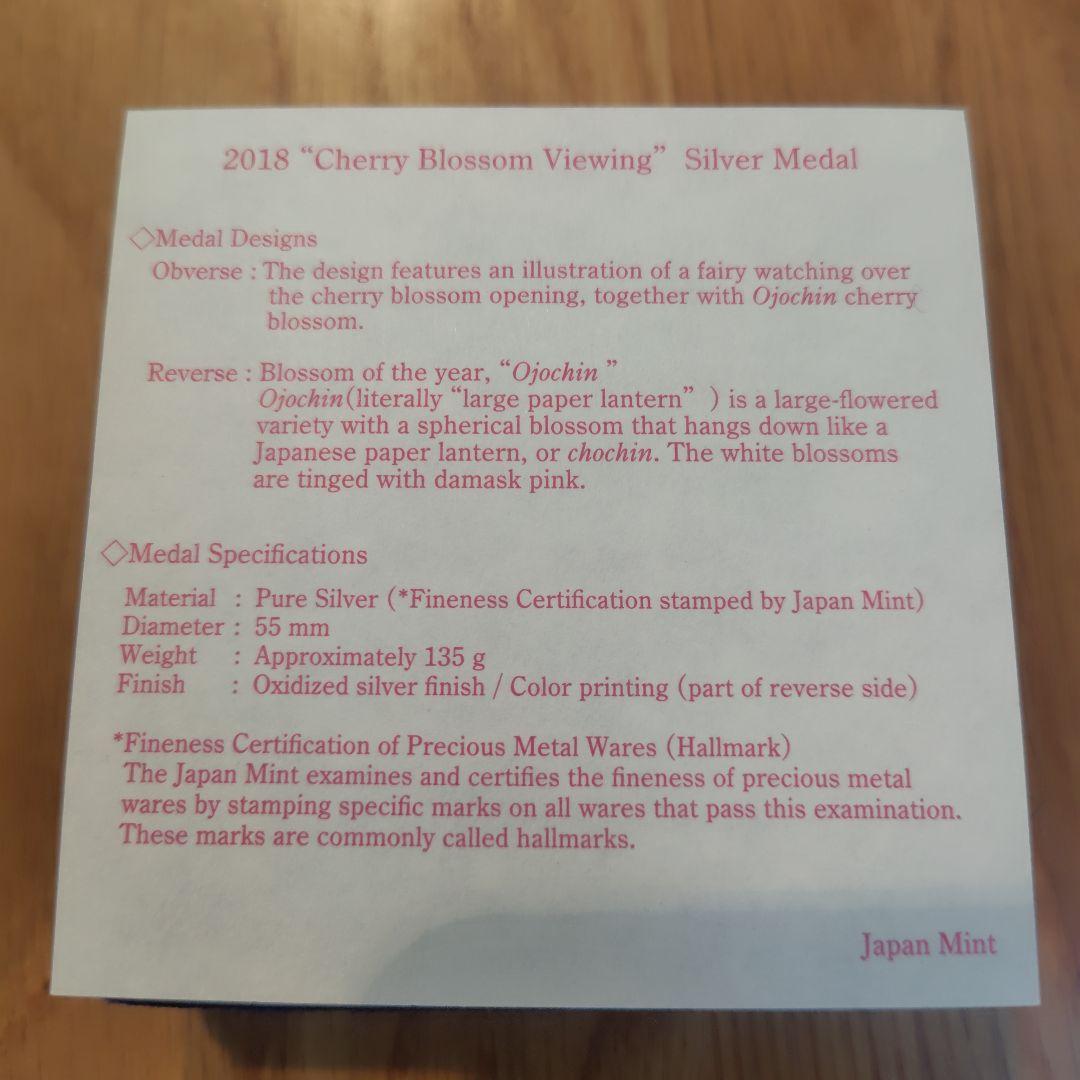 2018 “Cherry Blossom Viewing” Silver Medal
◇Medal Designs
Obverse : The design features an illustration of a fairy watching over
the cherry blossom opening, together with Ojochin cherry
blossom.
Reverse : Blossom of the year, “Ojochin ”
Ojochin(literally “large paper lantern” ) is a large-flowered
variety with a spherical blossom that hangs down like a
Japanese paper lantern, or chochin. The white blossoms
are tinged with damask pink.
◇Medal Specifications
Material : Pure Silver (*Fineness Certification stamped by Japan Mint)
Diameter : 55 mm
Weight : Approximately 135 g
Finish : Oxidized silver finish / Color printing (part of reverse side)
*Fineness Certification of Precious Metal Wares (Hallmark)
The Japan Mint examines and certifies the fineness of precious metal
wares by stamping specific marks on all wares that pass this examination.
These marks are commonly called hallmarks.
Japan Mint